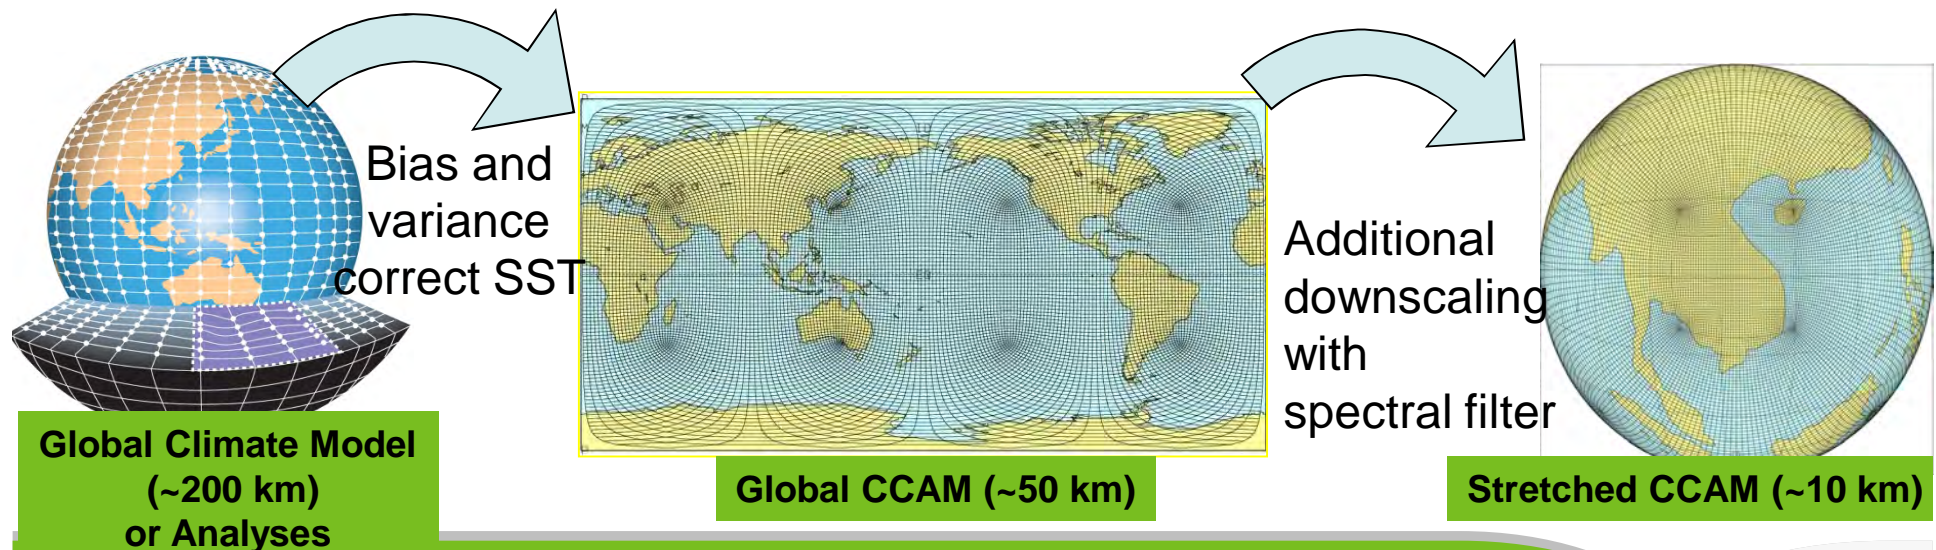 Bias and
variance
correct SST
Additional
downscaling
with
spectral filter
Global Climate Model
(~200 km)
or Analyses
Global CCAM (~50 km)
Stretched CCAM (~10 km)